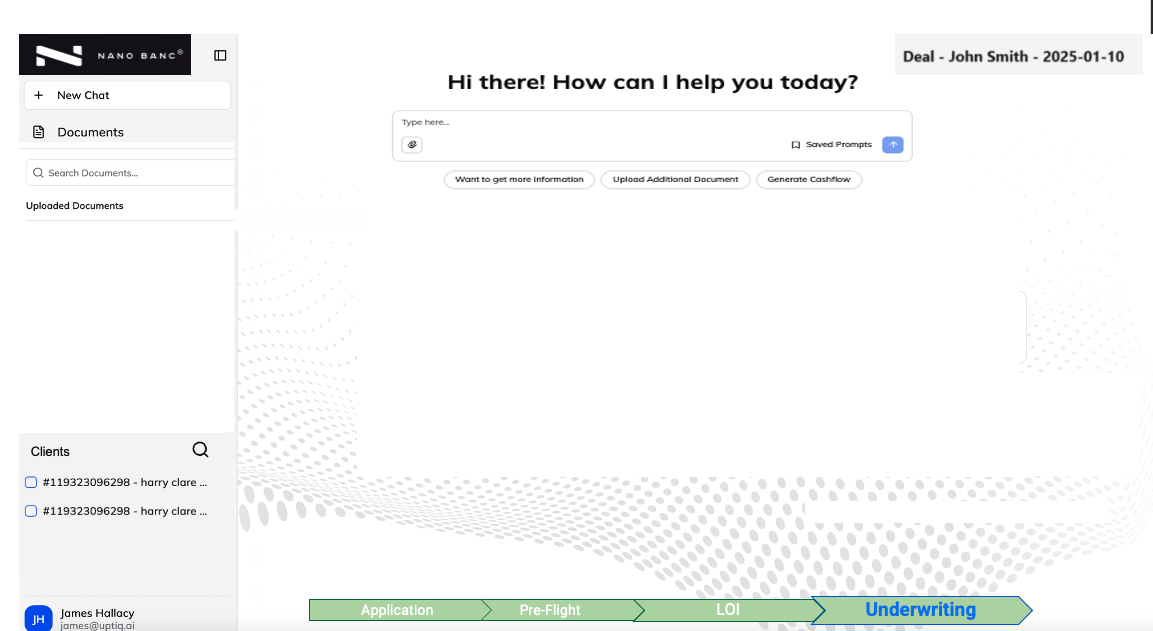 NANO BANC®
New Chat
Documents
Search Documents...
Uploaded Documents
Clients
#119323096298 - harry clare ...
#119323096298 - harry clare ...
JH
James Hallacy
james@uptiq.ai
Deal - John Smith - 2025-01-10
Hi there! How can I help you today?
Type here...
Saved Prompts
Want to get more information
Upload Additional Document
Generate Cashflow
Application
Pre-Flight
LOI
Underwriting